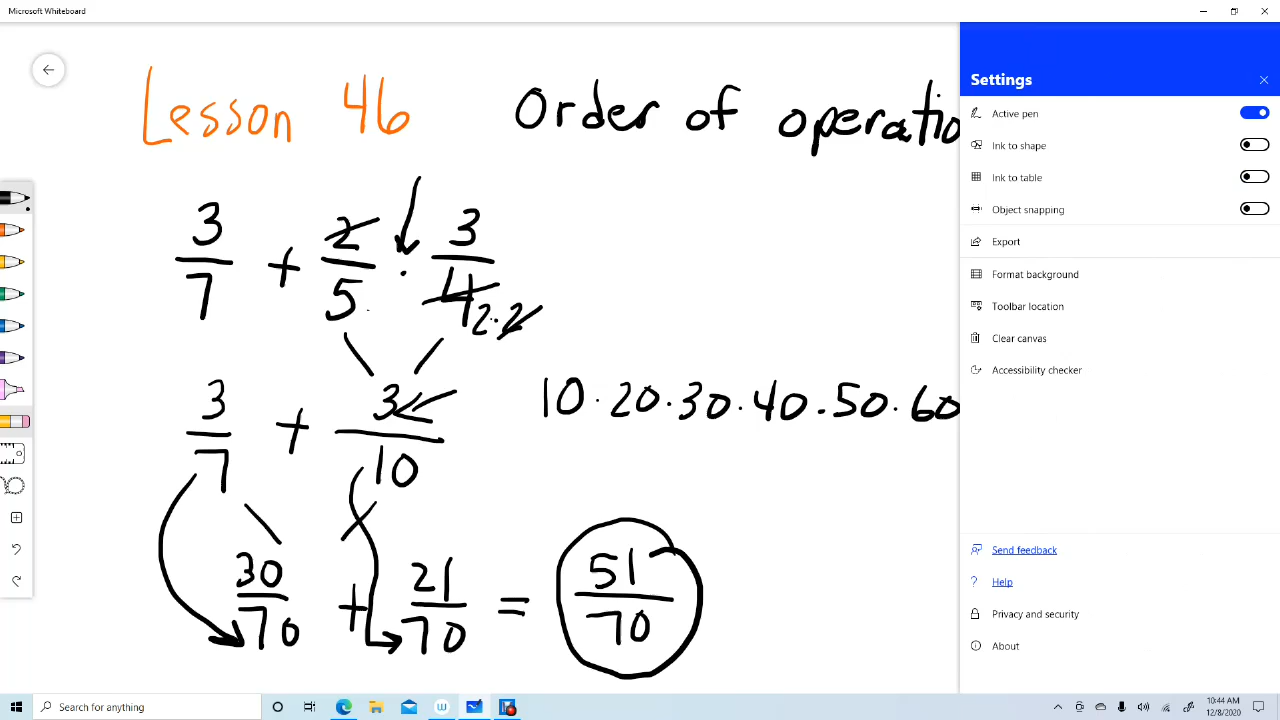 Microsoft Whiteboard
Lesson 46 Order of operatio
Settings
Active pen
Ink to shape
Ink to table
Object snapping
Export
Format background
Toolbar location
Clear canvas
Accessibility checker
Send feedback
Help
Privacy and security
About
3/7 + 2/5 · 3/4
2·2
3/7 + 3/10
10 · 20 · 30 · 40 · 50 · 60
30/70 + 21/70 = 51/70
Search for anything
10:44 AM
12/8/2020